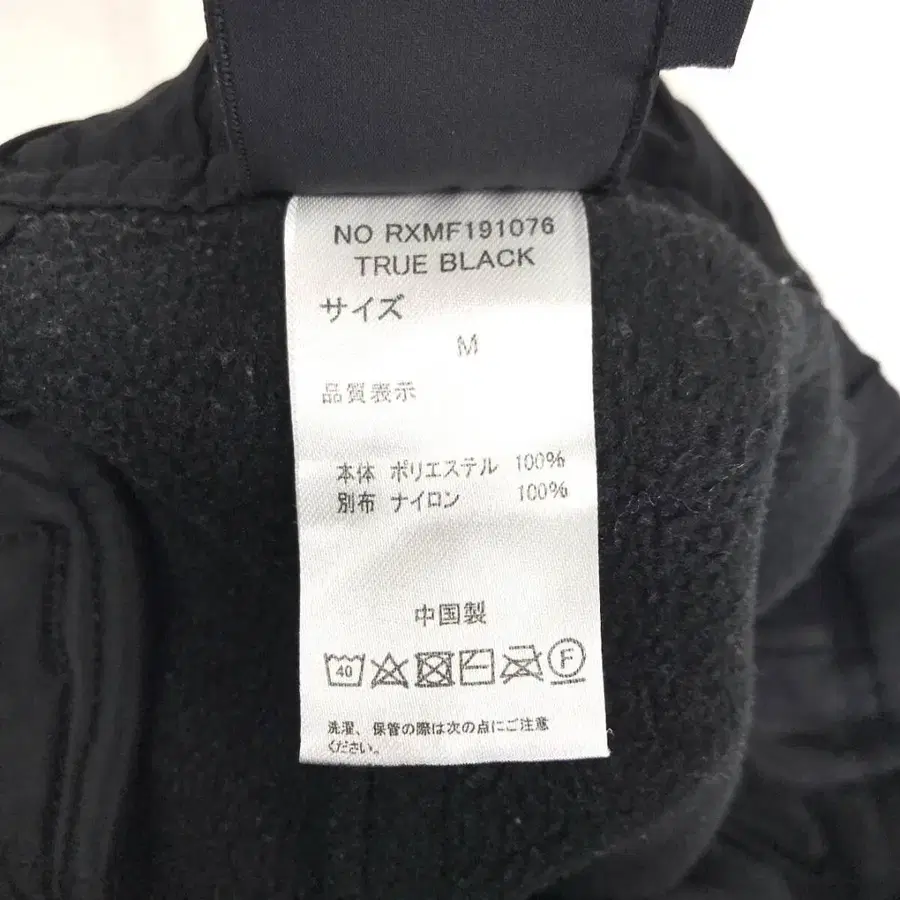 NO RXMF191076
TRUE BLACK
サイズ
M
品質表示
本体 ポリエステル 100%
別布 ナイロン 100%
中国製
40 F
洗濯、保管の際は次の点にご注意
ください。